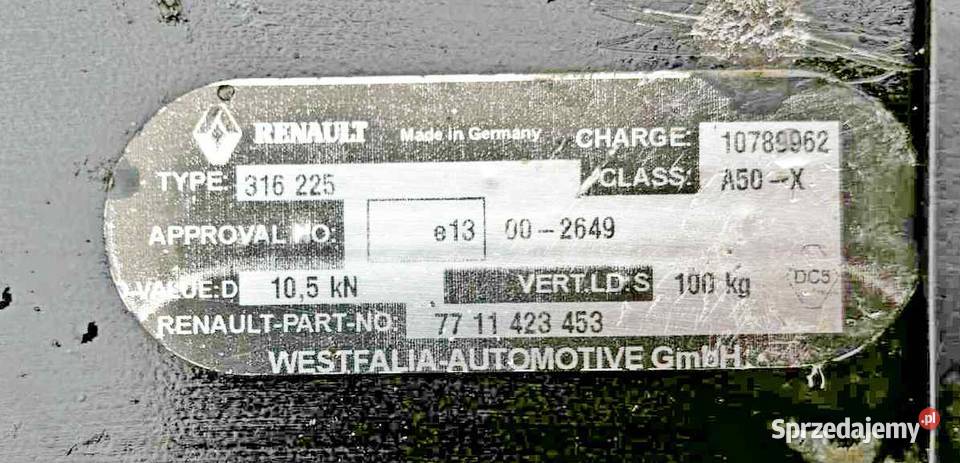 RENAULT Made in Germany CHARGE: 10789962
TYPE: 316 225 CLASS: A50-X
APPROVAL NO.: e13 00-2649
VALUE:D 10,5 kN VERT.LD:S 100 kg DC5
RENAULT-PART-NO.: 77 11 423 453
WESTFALIA-AUTOMOTIVE GmbH
Sprzedajemy.pl